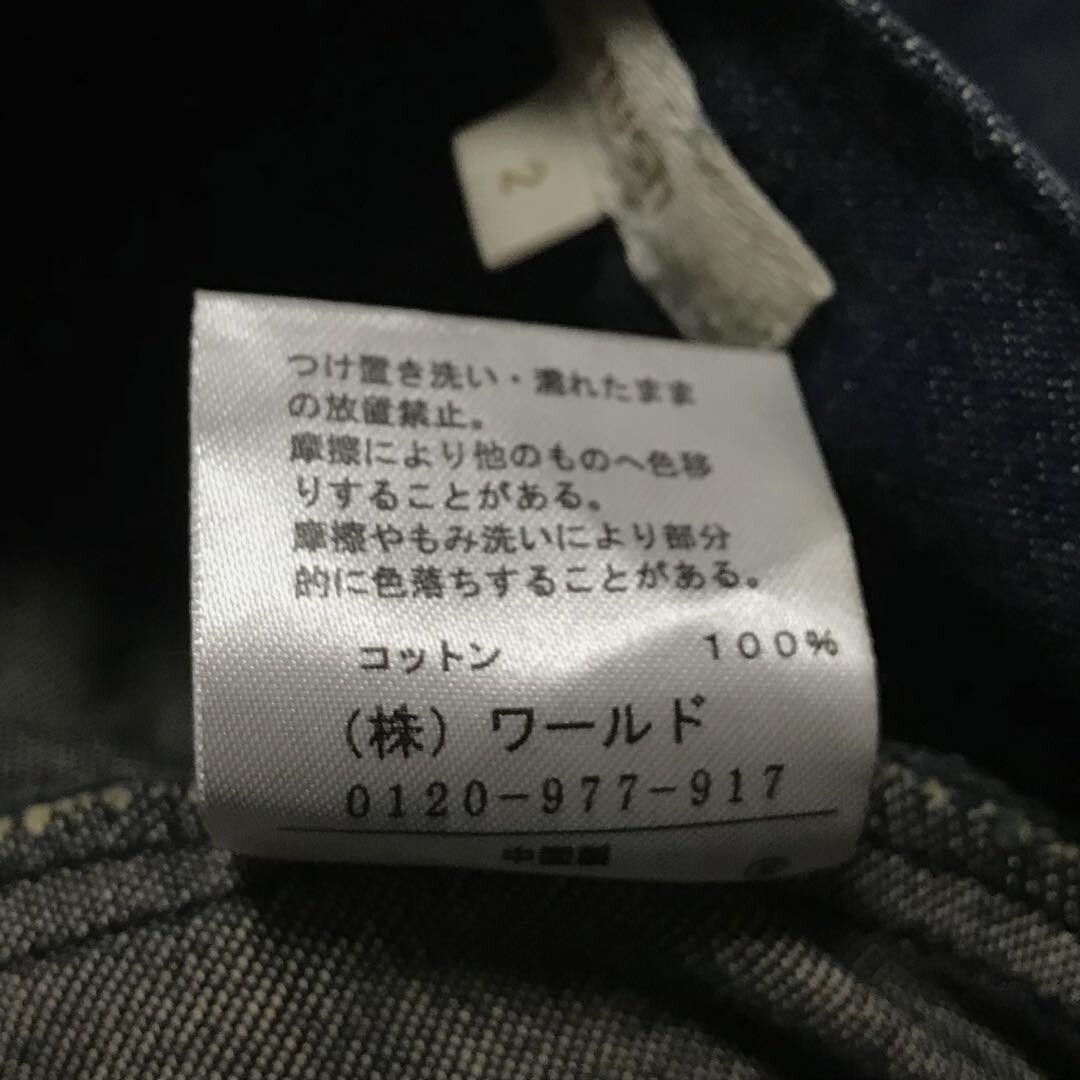 2
つけ置き洗い・濡れたまま
の放置禁止。
摩擦により他のものへ色移
りすることがある。
摩擦やもみ洗いにより部分
的に色落ちすることがある。
コットン 100%
(株) ワールド
0120-977-917
中国製